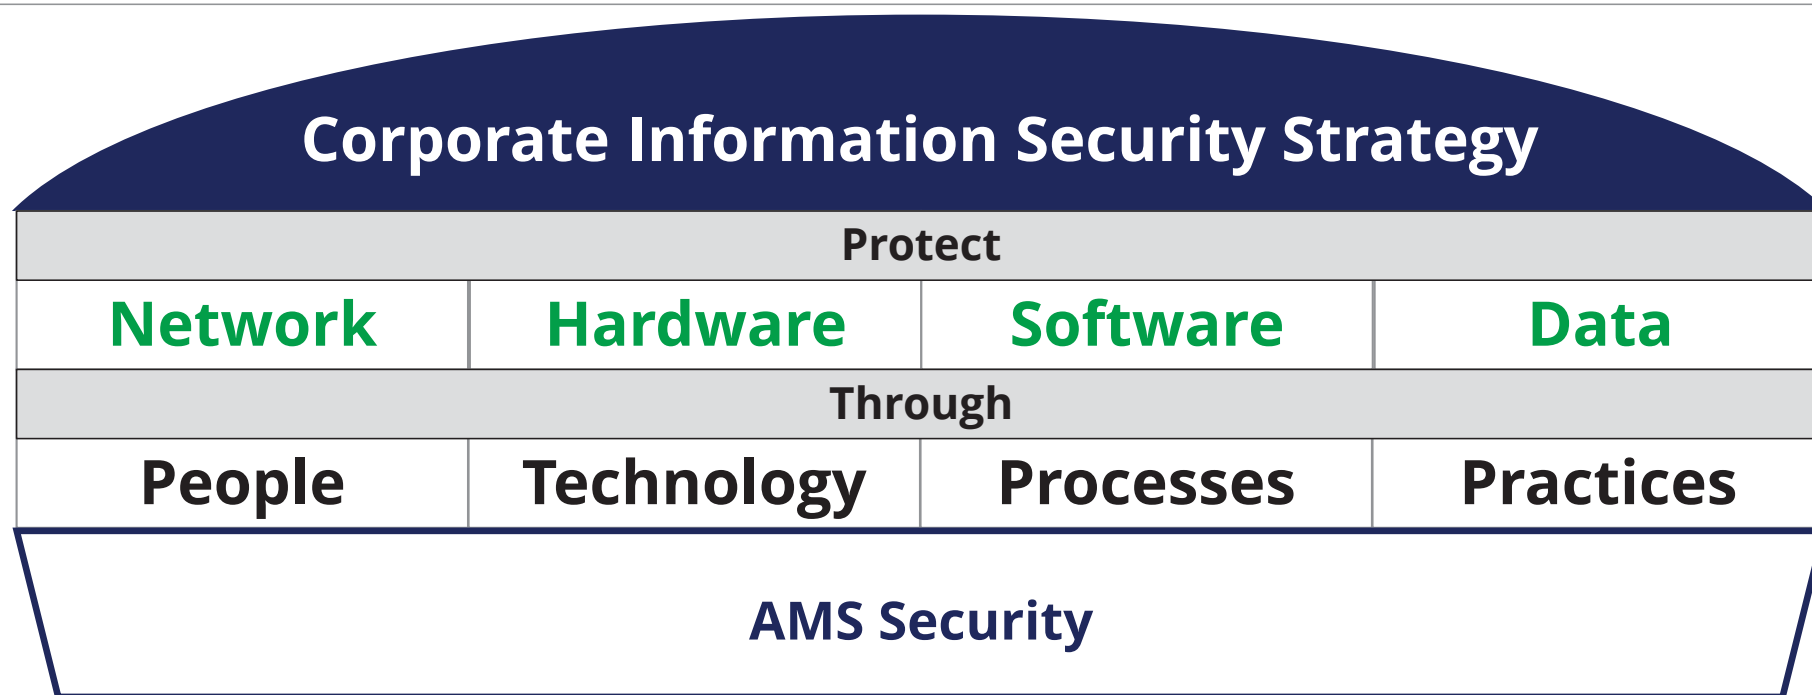 Corporate Information Security Strategy
Protect
Network Hardware Software Data
Through
People Technology Processes Practices
AMS Security